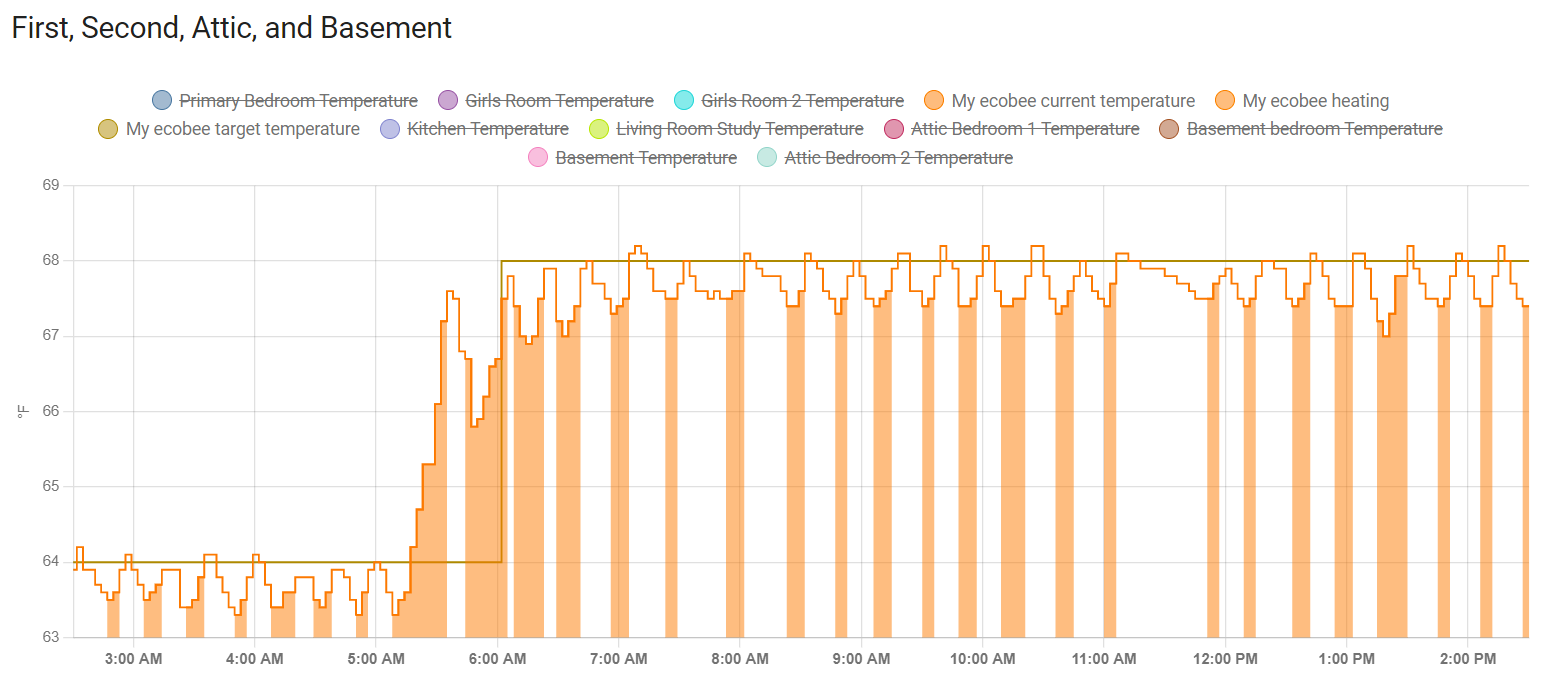 First, Second, Attic, and Basement
Primary Bedroom Temperature Girls Room Temperature Girls Room 2 Temperature My ecobee current temperature My ecobee heating
My ecobee target temperature Kitchen Temperature Living Room Study Temperature Attic Bedroom 1 Temperature Basement bedroom Temperature
Basement Temperature Attic Bedroom 2 Temperature
69
68
67
66
°F
65
64
63
3:00 AM 4:00 AM 5:00 AM 6:00 AM 7:00 AM 8:00 AM 9:00 AM 10:00 AM 11:00 AM 12:00 PM 1:00 PM 2:00 PM